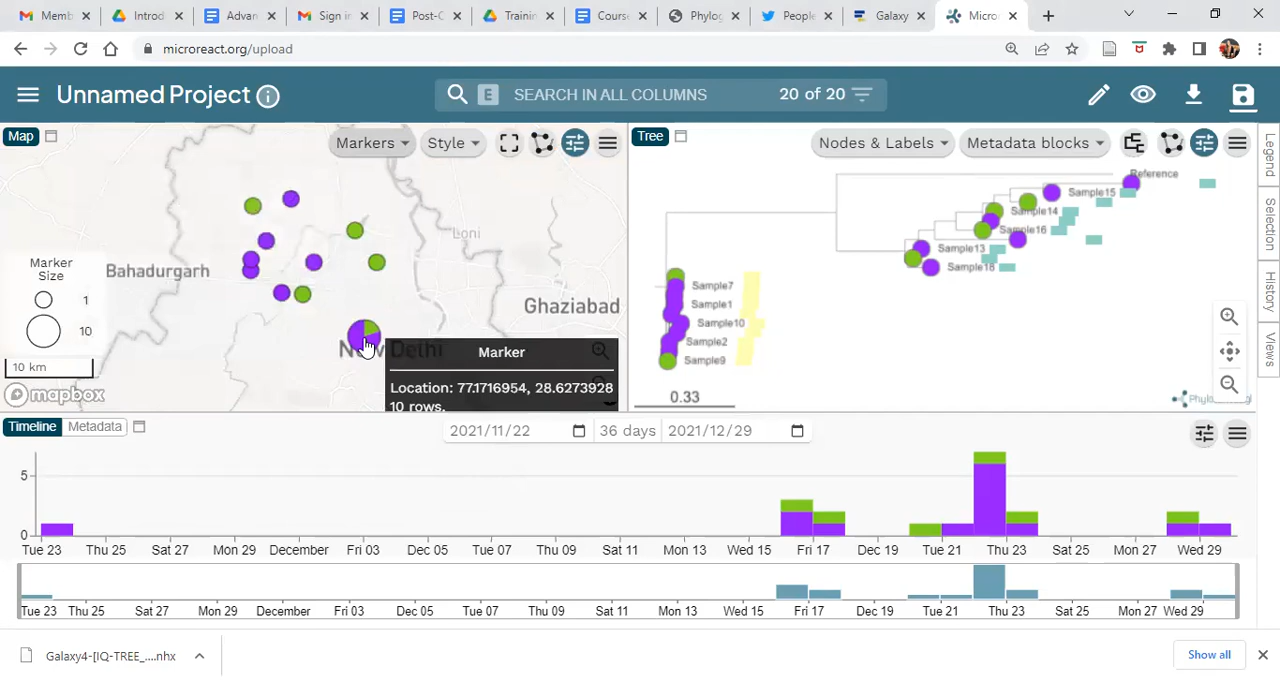 Memb
Introd
Advan
Sign in
Post-C
Training
Course
Phylog
People
Galaxy
Micror
microreact.org/upload
Unnamed Project
E SEARCH IN ALL COLUMNS 20 of 20
Map
Markers
Style
Tree
Nodes & Labels
Metadata blocks
Legend
Selection
History
Views
Loni
Bahadurgarh
Ghaziabad
Marker
Size
1
10
10 km
mapbox
Marker
Location: 77.1716954, 28.6273928
10 rows.
Reference
Sample15
Sample14
Sample16
Sample13
Sample18
Sample7
Sample1
Sample10
Sample2
Sample9
0.33
Timeline
Metadata
2021/11/22
36 days
2021/12/29
5
0
Tue 23 Thu 25 Sat 27 Mon 29 December Fri 03 Dec 05 Tue 07 Thu 09 Sat 11 Mon 13 Wed 15 Fri 17 Dec 19 Tue 21 Thu 23 Sat 25 Mon 27 Wed 29
Tue 23 Thu 25 Sat 27 Mon 29 December Fri 03 Dec 05 Tue 07 Thu 09 Sat 11 Mon 13 Wed 15 Fri 17 Dec 19 Tue 21 Thu 23 Sat 25 Mon 27 Wed 29
Galaxy4-[IQ-TREE_....nhx
Show all